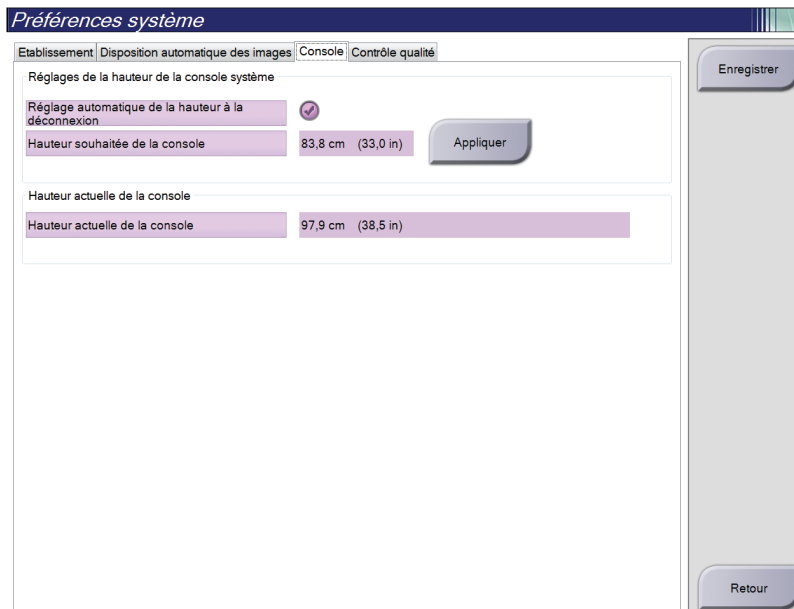 Préférences système
Etablissement Disposition automatique des images Console Contrôle qualité
Enregistrer
Réglages de la hauteur de la console système
Réglage automatique de la hauteur à la
déconnexion
Hauteur souhaitée de la console 83,8 cm (33,0 in) Appliquer
Hauteur actuelle de la console
Hauteur actuelle de la console 97,9 cm (38,5 in)
Retour